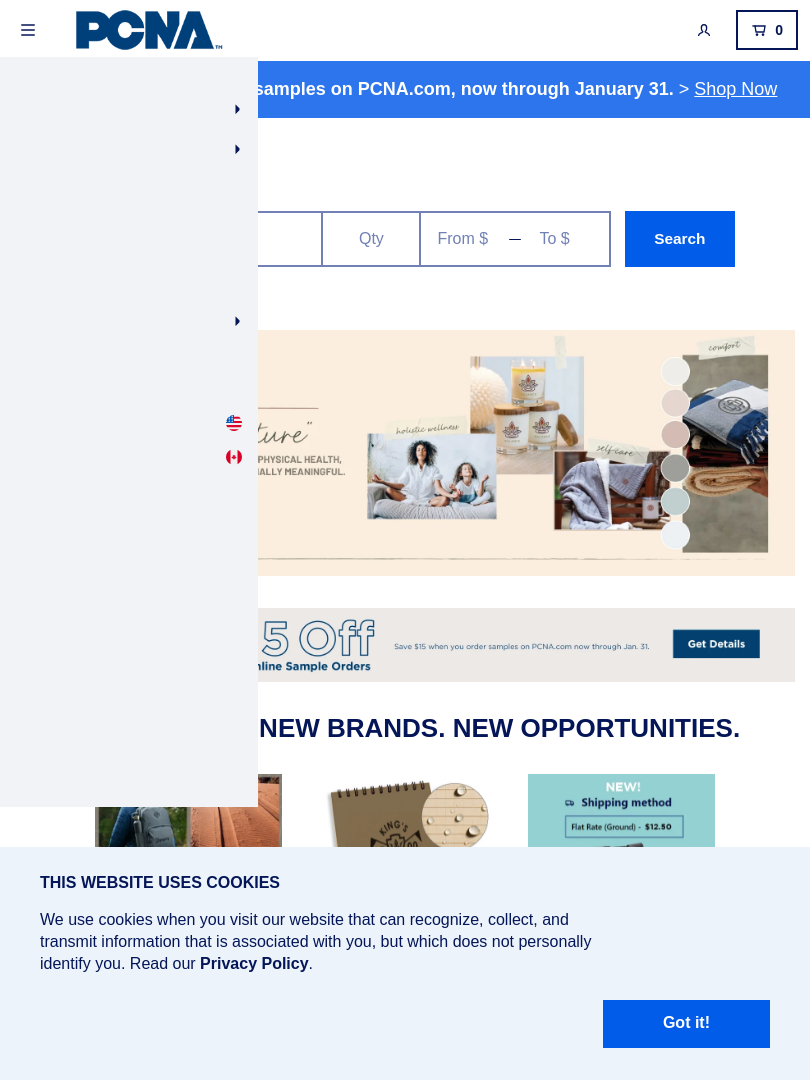 PCNA™
0
samples on PCNA.com, now through January 31. > Shop Now
Qty
From $ — To $
Search
comfort
holistic wellness
ture”
PHYSICAL HEALTH,
ALLY MEANINGFUL.
self care
5 Off
nline Sample Orders
Save $15 when you order samples on PCNA.com now through Jan. 31.
Get Details
NEW BRANDS. NEW OPPORTUNITIES.
KING'S
NEW!
Shipping method
Flat Rate (Ground) - $12.50
THIS WEBSITE USES COOKIES
We use cookies when you visit our website that can recognize, collect, and
transmit information that is associated with you, but which does not personally
identify you. Read our Privacy Policy.
Got it!